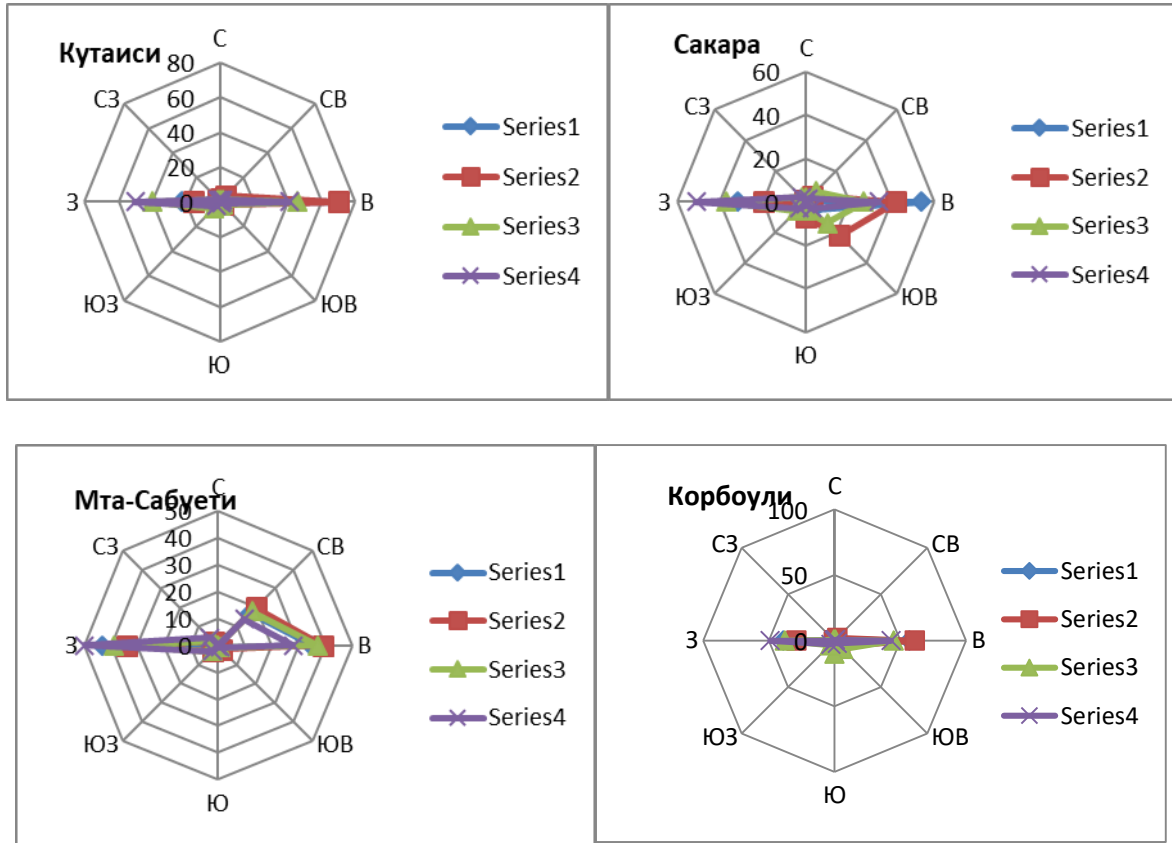 Кутаиси
С
СВ
В
ЮВ
Ю
ЮЗ
З
СЗ
80
60
40
20
0
Series1
Series2
Series3
Series4
Сакара
С
СВ
В
ЮВ
Ю
ЮЗ
З
СЗ
60
40
20
0
Series1
Series2
Series3
Series4
Мта-Сабуети
С
СВ
В
ЮВ
Ю
ЮЗ
З
СЗ
50
40
30
20
10
0
Series1
Series2
Series3
Series4
Корбоули
С
СВ
В
ЮВ
Ю
ЮЗ
З
СЗ
100
50
0
Series1
Series2
Series3
Series4